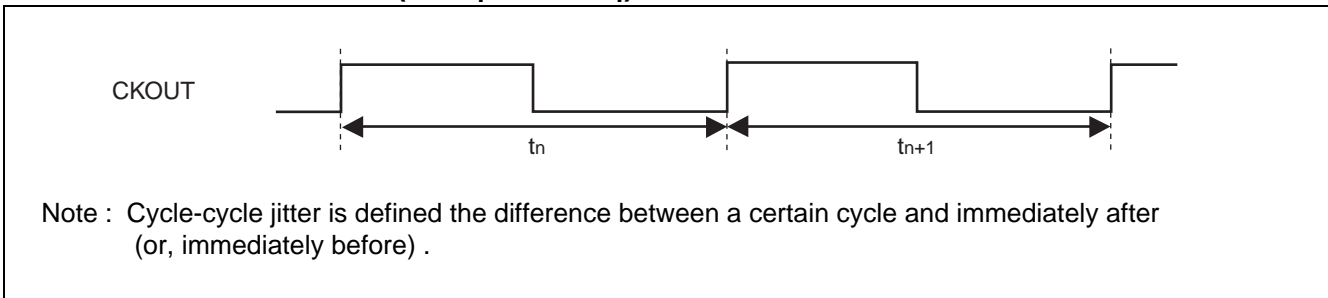 CKOUT
tn
tn+1
Note : Cycle-cycle jitter is defined the difference between a certain cycle and immediately after
(or, immediately before) .